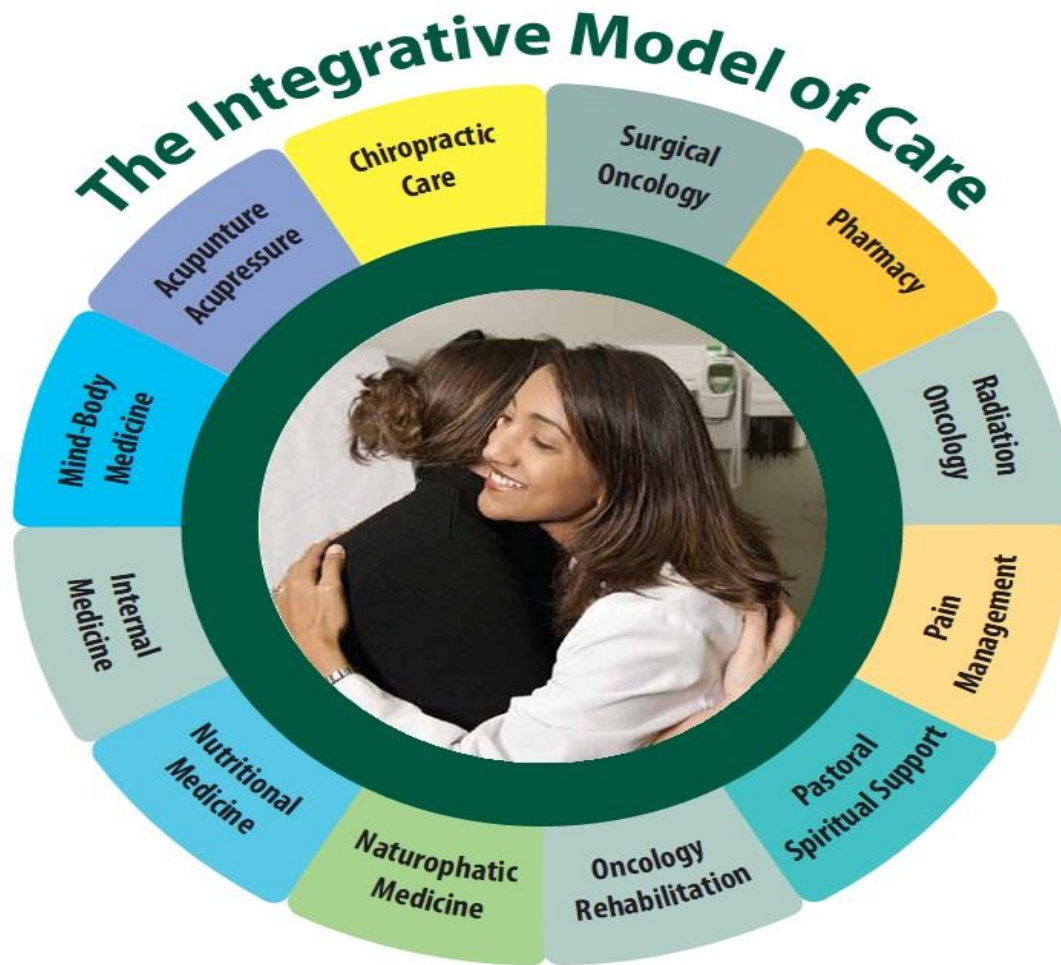 The Integrative Model of Care
Chiropractic
Care
Surgical
Oncology
Pharmacy
Radiation
Oncology
Pain
Management
Pastoral
Spiritual Support
Oncology
Rehabilitation
Naturophatic
Medicine
Nutritional
Medicine
Internal
Medicine
Mind-Body
Medicine
Acupunture
Acupressure